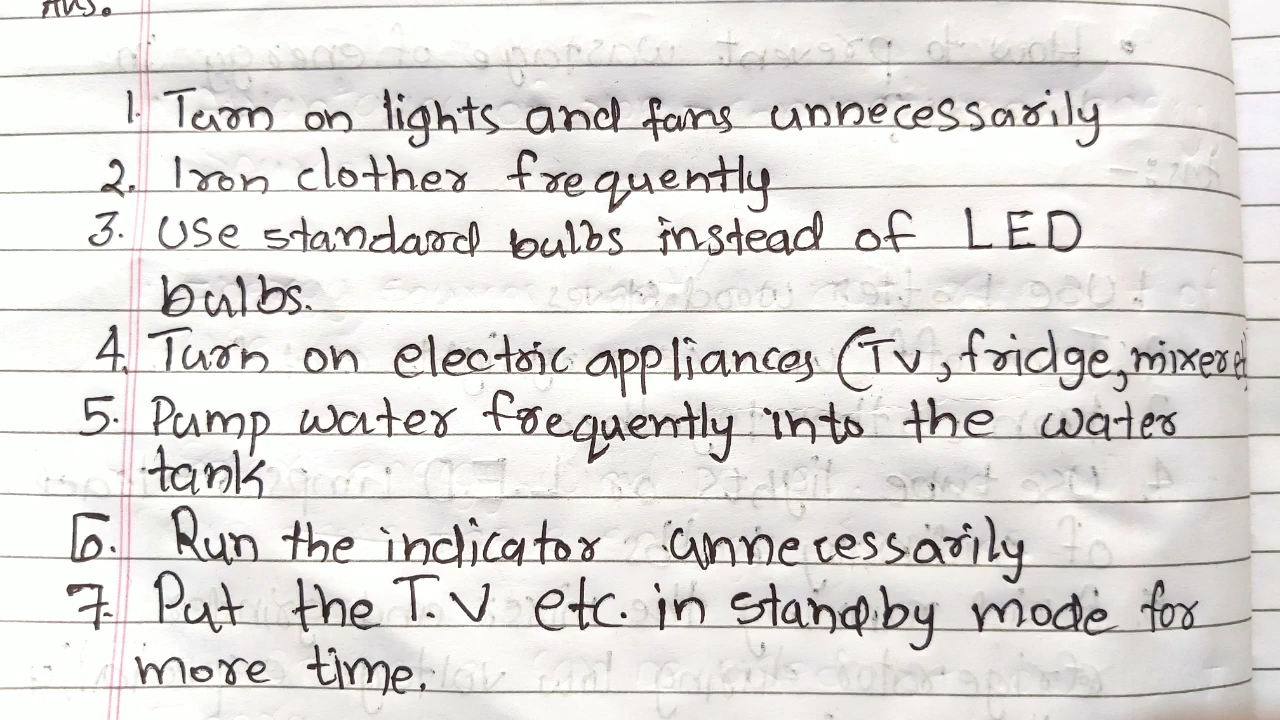 Ans.
1. Turn on lights and fans unnecessarily
2. Iron clother frequently
3. Use standard bulbs instead of LED
bulbs.
4. Turn on electric appliances (TV, fridge, mixer
5. Pump water frequently into the water
tank
6. Run the indicator unnecessarily
7. Put the T.V etc. in standby mode for
more time.